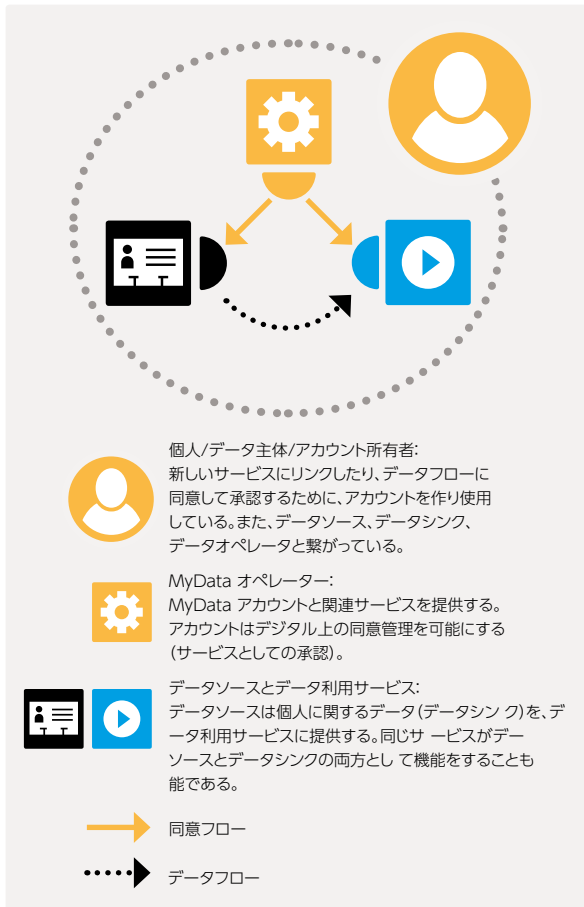 個人/データ主体/アカウント所有者:
新しいサービスにリンクしたり、データフローに
同意して承認するために、アカウントを作り使用
している。また、データソース、データシンク、
データオペレータと繋がっている。
MyData オペレーター:
MyData アカウントと関連サービスを提供する。
アカウントはデジタル上の同意管理を可能にする
(サービスとしての承認)。
データソースとデータ利用サービス:
データソースは個人に関するデータ(データシン ク)を、デ
ータ利用サービスに提供する。同じサ ービスがデー
ソースとデータシンクの両方とし て機能をすることも
能である。
同意フロー
データフロー